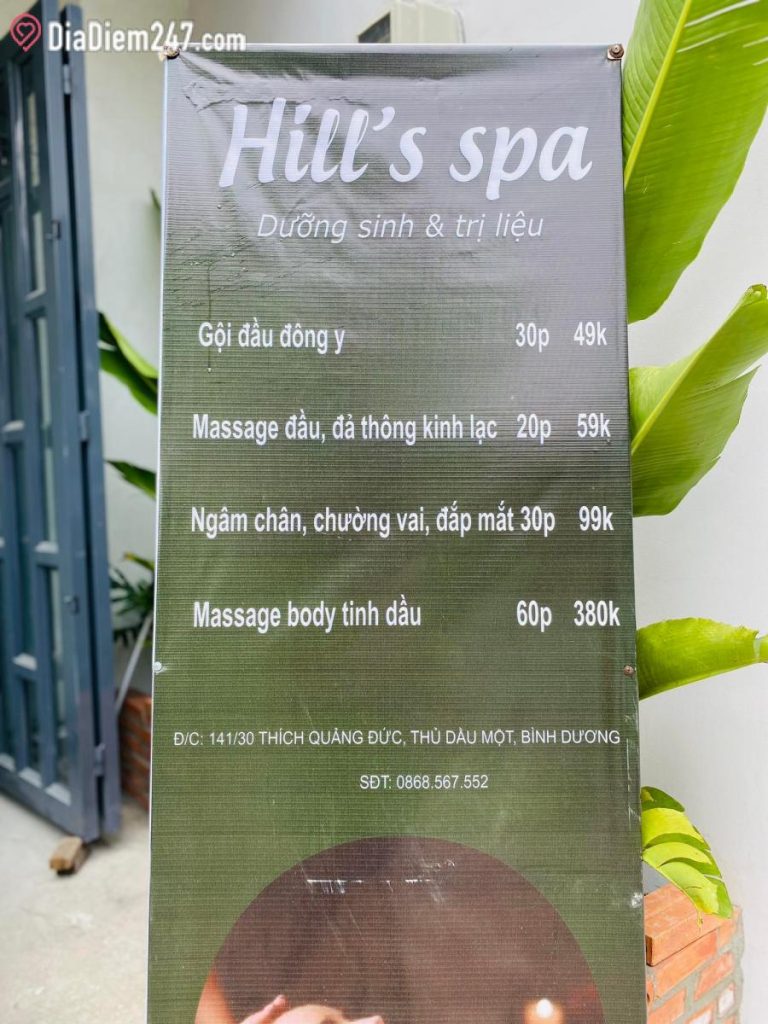 DiaDiem247.com
Hill's spa
Dưỡng sinh & trị liệu
Gội đầu đông y 30p 49k
Massage đầu, đả thông kinh lạc 20p 59k
Ngâm chân, chường vai, đắp mắt 30p 99k
Massage body tinh dầu 60p 380k
Đ/C: 141/30 THÍCH QUẢNG ĐỨC, THỦ DẦU MỘT, BÌNH DƯƠNG
SĐT: 0868.567.552